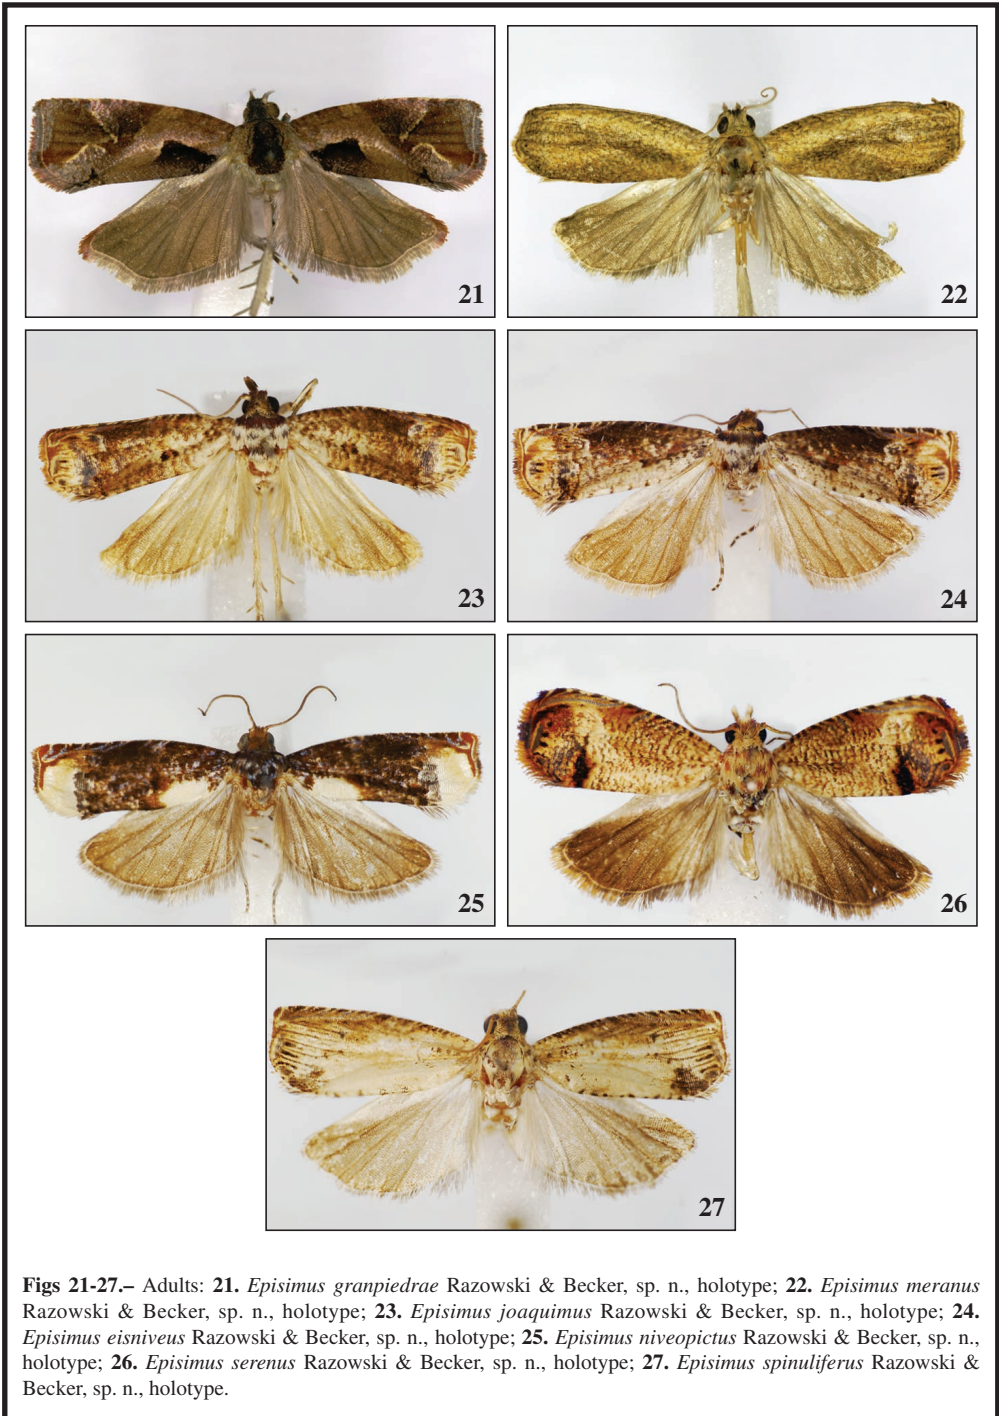 21
22
23
24
25
26
27
Figs 21-27.– Adults: 21. Episimus granpiedrae Razowski & Becker, sp. n., holotype; 22. Episimus meranus
Razowski & Becker, sp. n., holotype; 23. Episimus joaquimus Razowski & Becker, sp. n., holotype; 24.
Episimus eisniveus Razowski & Becker, sp. n., holotype; 25. Episimus niveopictus Razowski & Becker, sp. n.,
holotype; 26. Episimus serenus Razowski & Becker, sp. n., holotype; 27. Episimus spinuliferus Razowski &
Becker, sp. n., holotype.